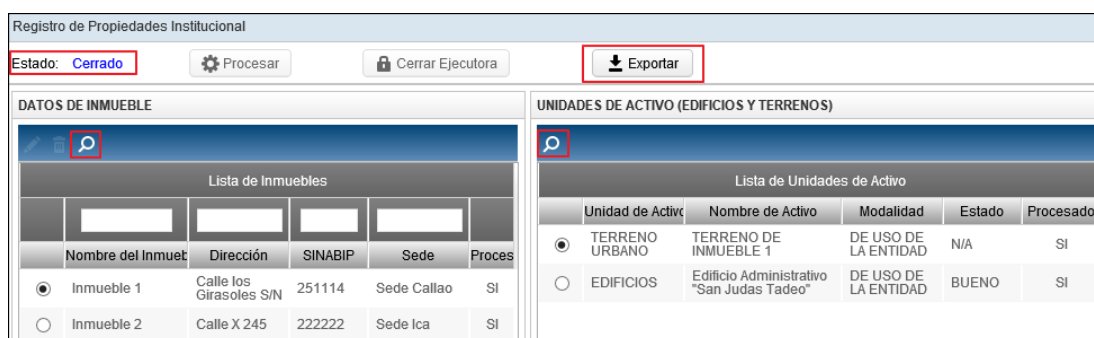 Registro de Propiedades Institucional
Estado: Cerrado Procesar Cerrar Ejecutora Exportar
DATOS DE INMUEBLE
Lista de Inmuebles
Nombre del Inmueb Dirección SINABIP Sede Proces
Inmueble 1 Calle los Girasoles S/N 251114 Sede Callao SI
Inmueble 2 Calle X 245 222222 Sede Ica SI
UNIDADES DE ACTIVO (EDIFICIOS Y TERRENOS)
Lista de Unidades de Activo
Unidad de Activo Nombre de Activo Modalidad Estado Procesado
TERRENO URBANO TERRENO DE INMUEBLE 1 DE USO DE LA ENTIDAD N/A SI
EDIFICIOS Edificio Administrativo "San Judas Tadeo" DE USO DE LA ENTIDAD BUENO SI